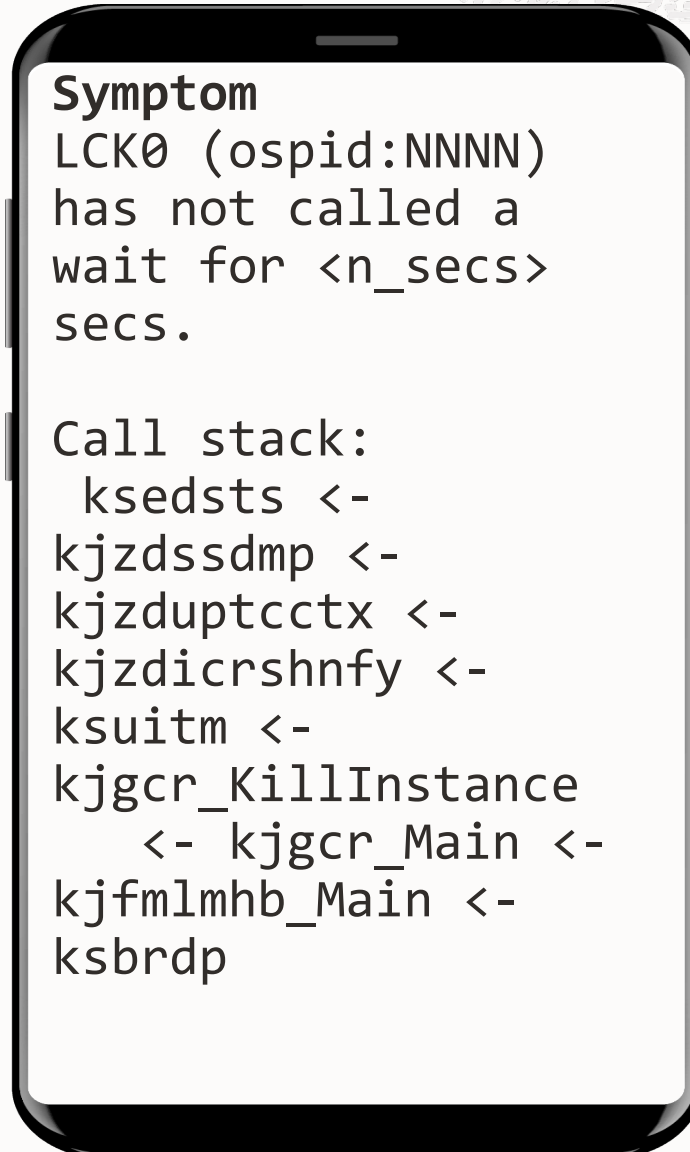 Symptom
LCK0 (ospid:NNNN)
has not called a
wait for <n_secs>
secs.
Call stack:
ksedsts <-
kjzdssdmp <-
kjzduptcctx <-
kjzdicrshnfy <-
ksuitm <-
kjgcr_KillInstance
<- kjgcr_Main <-
kjfmlmhb_Main <-
ksbrdp